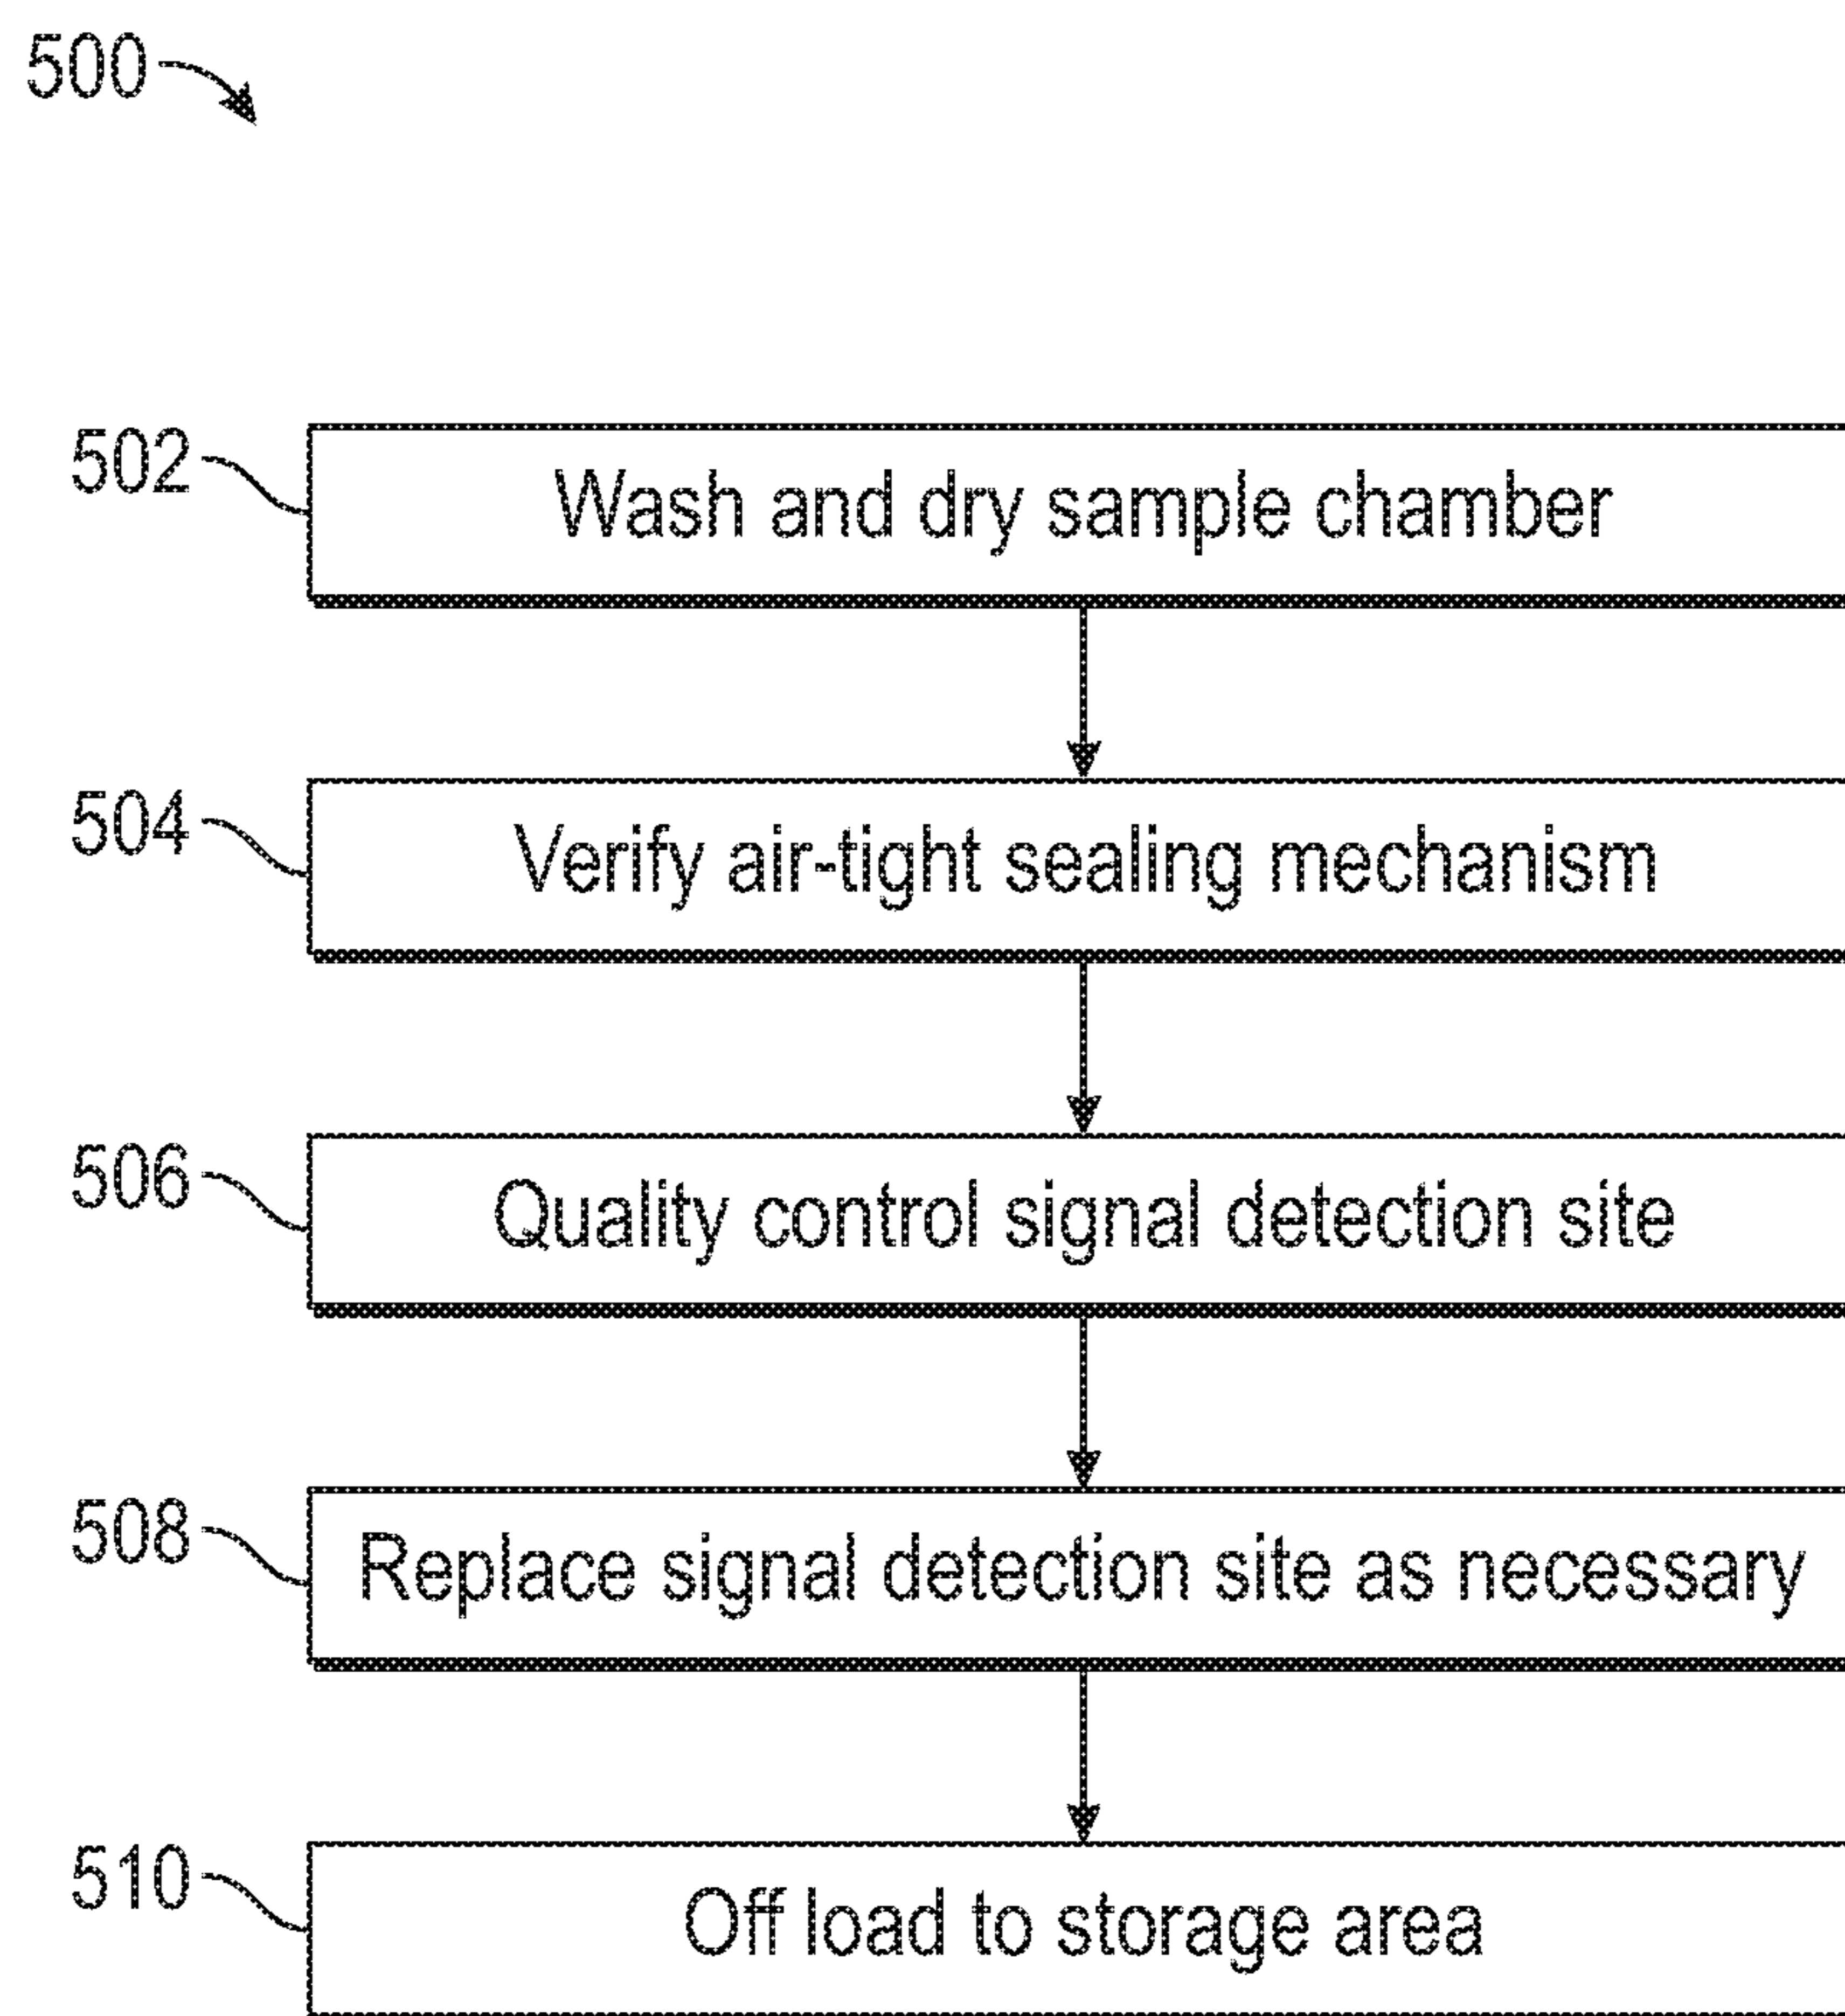 500
502 Wash and dry sample chamber
504 Verify air-tight sealing mechanism
506 Quality control signal detection site
508 Replace signal detection site as necessary
510 Off load to storage area